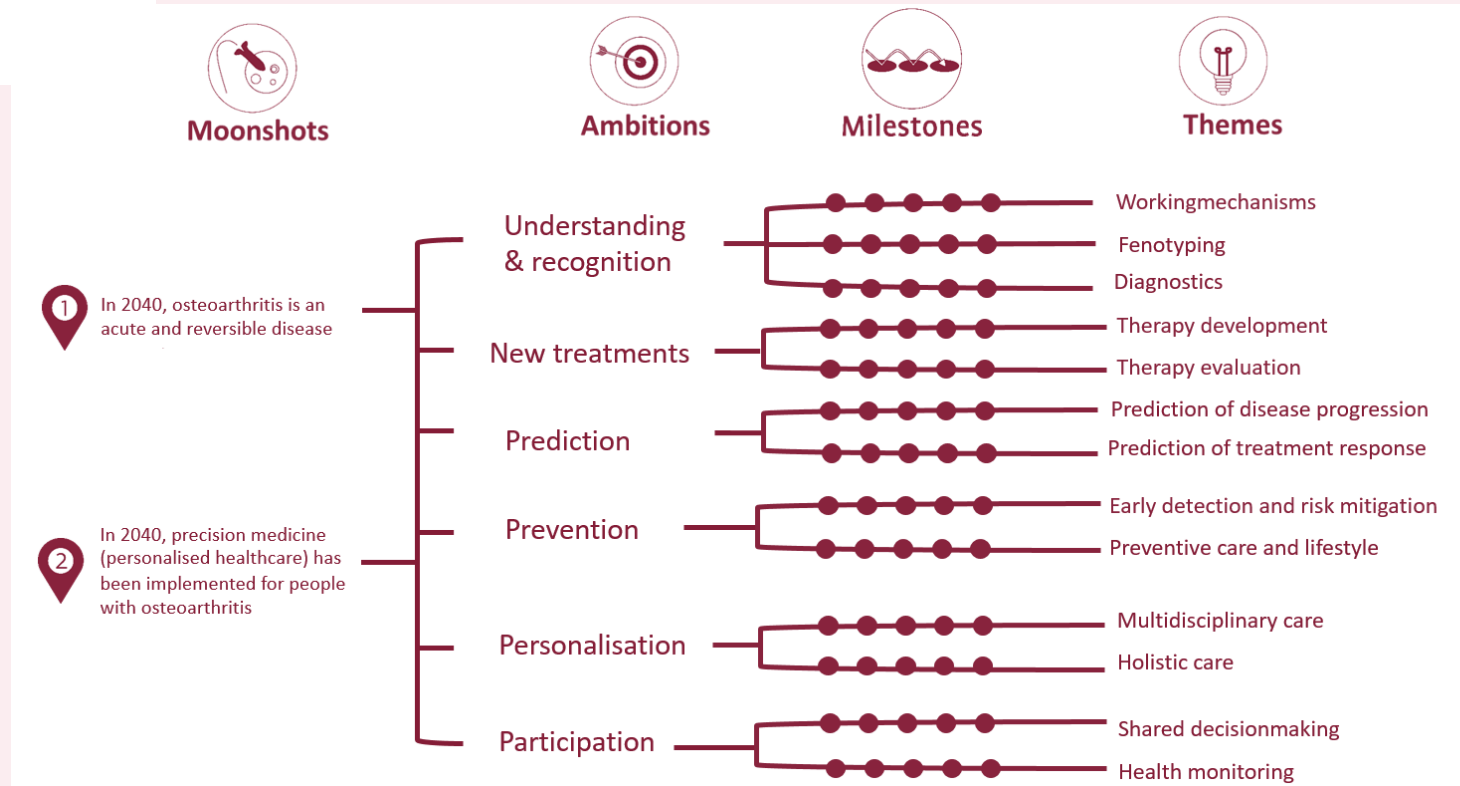 Moonshots
Ambitions
Milestones
Themes
1
In 2040, osteoarthritis is an
acute and reversible disease
2
In 2040, precision medicine
(personalised healthcare) has
been implemented for people
with osteoarthritis
Understanding
& recognition
Workingmechanisms
Fenotyping
Diagnostics
New treatments
Therapy development
Therapy evaluation
Prediction
Prediction of disease progression
Prediction of treatment response
Prevention
Early detection and risk mitigation
Preventive care and lifestyle
Personalisation
Multidisciplinary care
Holistic care
Participation
Shared decisionmaking
Health monitoring